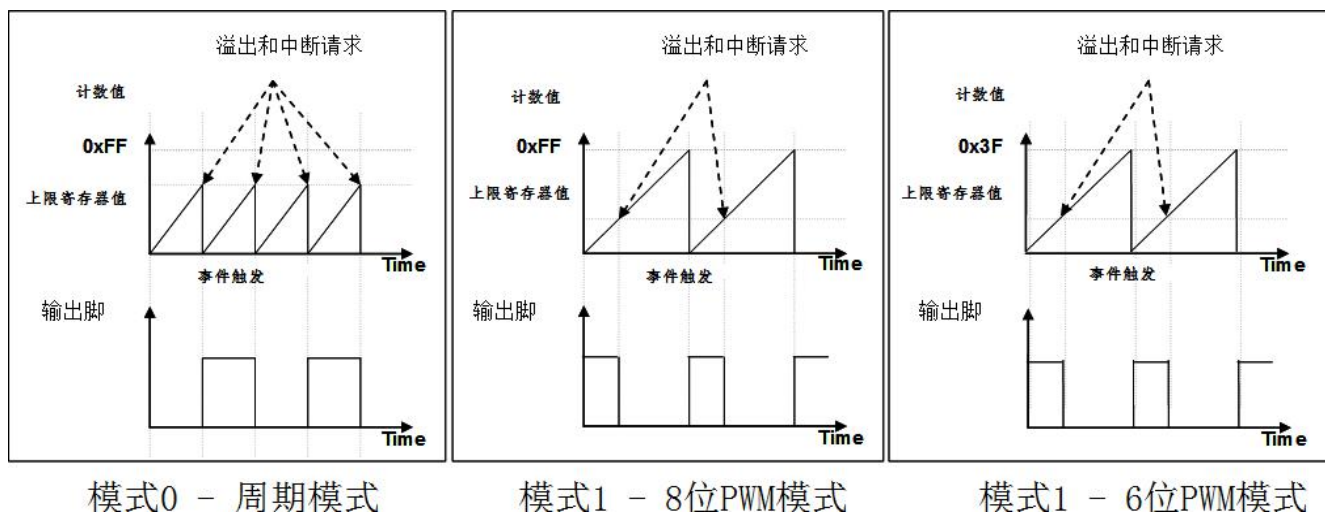 溢出和中断请求
计数值
0xFF
上限寄存器值
Time
事件触发
输出脚
Time
模式0 - 周期模式
溢出和中断请求
计数值
0xFF
上限寄存器值
Time
事件触发
输出脚
Time
模式1 - 8位PWM模式
溢出和中断请求
计数值
0x3F
上限寄存器值
Time
事件触发
输出脚
Time
模式1 - 6位PWM模式